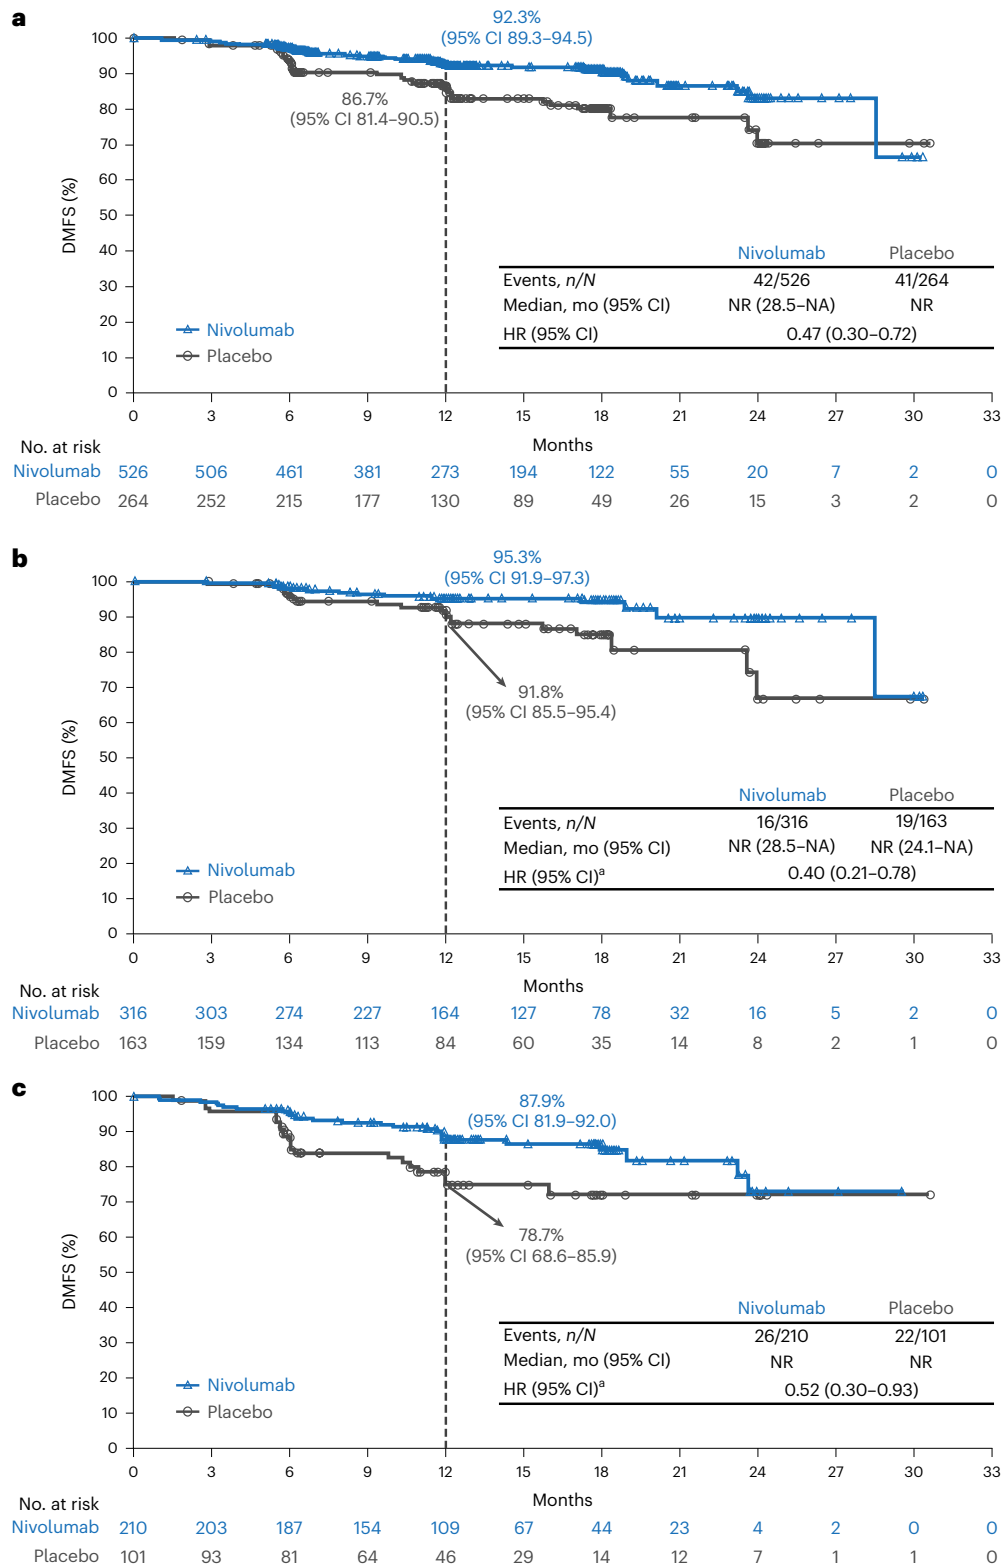 a
92.3%
(95% CI 89.3–94.5)
100
90
80
70
60
50
40
30
20
10
0
DMFS (%)
86.7%
(95% CI 81.4–90.5)
Nivolumab Placebo
Events, n/N 42/526 41/264
Median, mo (95% CI) NR (28.5–NA) NR
HR (95% CI) 0.47 (0.30–0.72)
Nivolumab
Placebo
0 3 6 9 12 15 18 21 24 27 30 33
Months
No. at risk
Nivolumab 526 506 461 381 273 194 122 55 20 7 2 0
Placebo 264 252 215 177 130 89 49 26 15 3 2 0
b
95.3%
(95% CI 91.9–97.3)
100
90
80
70
60
50
40
30
20
10
0
DMFS (%)
91.8%
(95% CI 85.5–95.4)
Nivolumab Placebo
Events, n/N 16/316 19/163
Median, mo (95% CI) NR (28.5–NA) NR (24.1–NA)
HR (95% CI)a 0.40 (0.21–0.78)
Nivolumab
Placebo
0 3 6 9 12 15 18 21 24 27 30 33
Months
No. at risk
Nivolumab 316 303 274 227 164 127 78 32 16 5 2 0
Placebo 163 159 134 113 84 60 35 14 8 2 1 0
c
87.9%
(95% CI 81.9–92.0)
100
90
80
70
60
50
40
30
20
10
0
DMFS (%)
78.7%
(95% CI 68.6–85.9)
Nivolumab Placebo
Events, n/N 26/210 22/101
Median, mo (95% CI) NR NR
HR (95% CI)a 0.52 (0.30–0.93)
Nivolumab
Placebo
0 3 6 9 12 15 18 21 24 27 30 33
Months
No. at risk
Nivolumab 210 203 187 154 109 67 44 23 4 2 0 0
Placebo 101 93 81 64 46 29 14 12 7 1 1 0